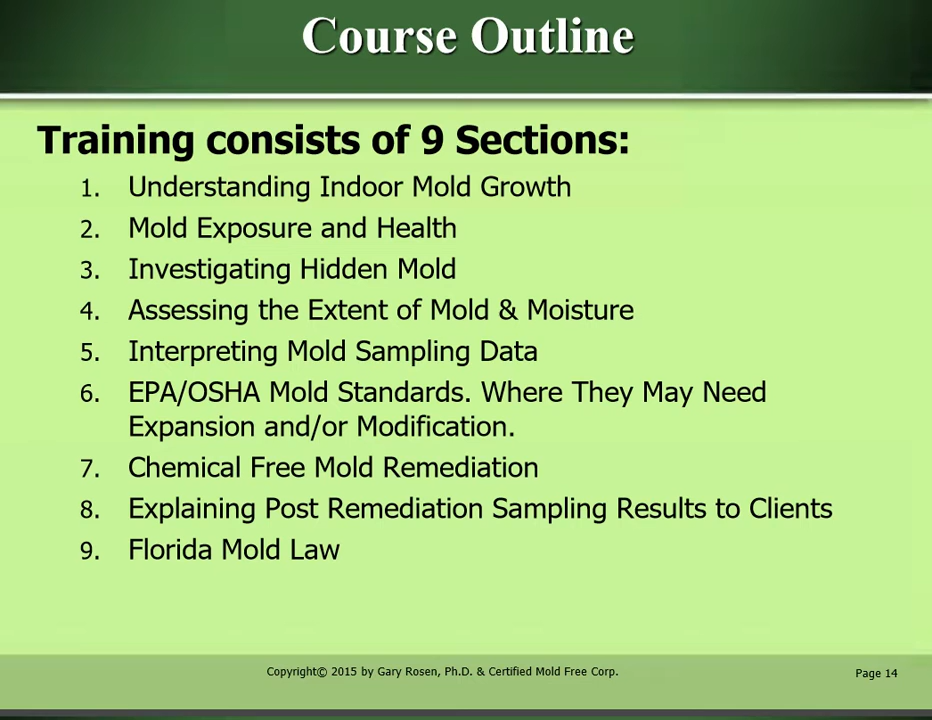 Course Outline
Training consists of 9 Sections:
1. Understanding Indoor Mold Growth
2. Mold Exposure and Health
3. Investigating Hidden Mold
4. Assessing the Extent of Mold & Moisture
5. Interpreting Mold Sampling Data
6. EPA/OSHA Mold Standards. Where They May Need
Expansion and/or Modification.
7. Chemical Free Mold Remediation
8. Explaining Post Remediation Sampling Results to Clients
9. Florida Mold Law
Copyright© 2015 by Gary Rosen, Ph.D. & Certified Mold Free Corp.
Page 14